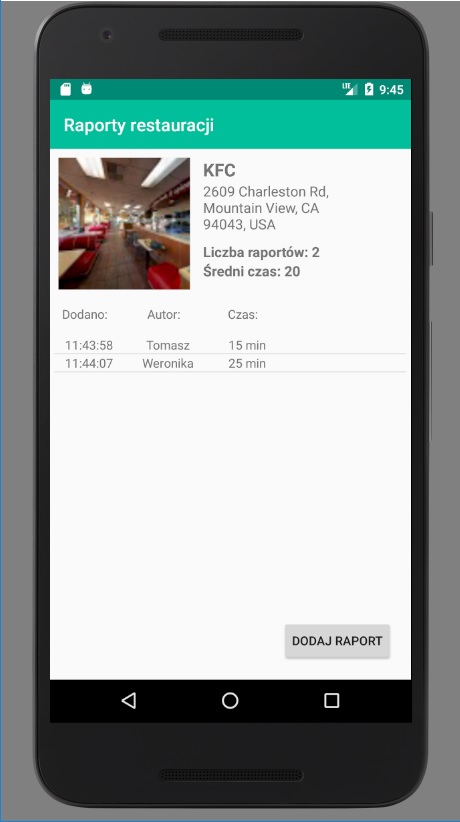 LTE 9:45
Raporty restauracji
KFC
2609 Charleston Rd,
Mountain View, CA
94043, USA
Liczba raportów: 2
Średni czas: 20
Dodano: Autor: Czas:
11:43:58 Tomasz 15 min
11:44:07 Weronika 25 min
DODAJ RAPORT